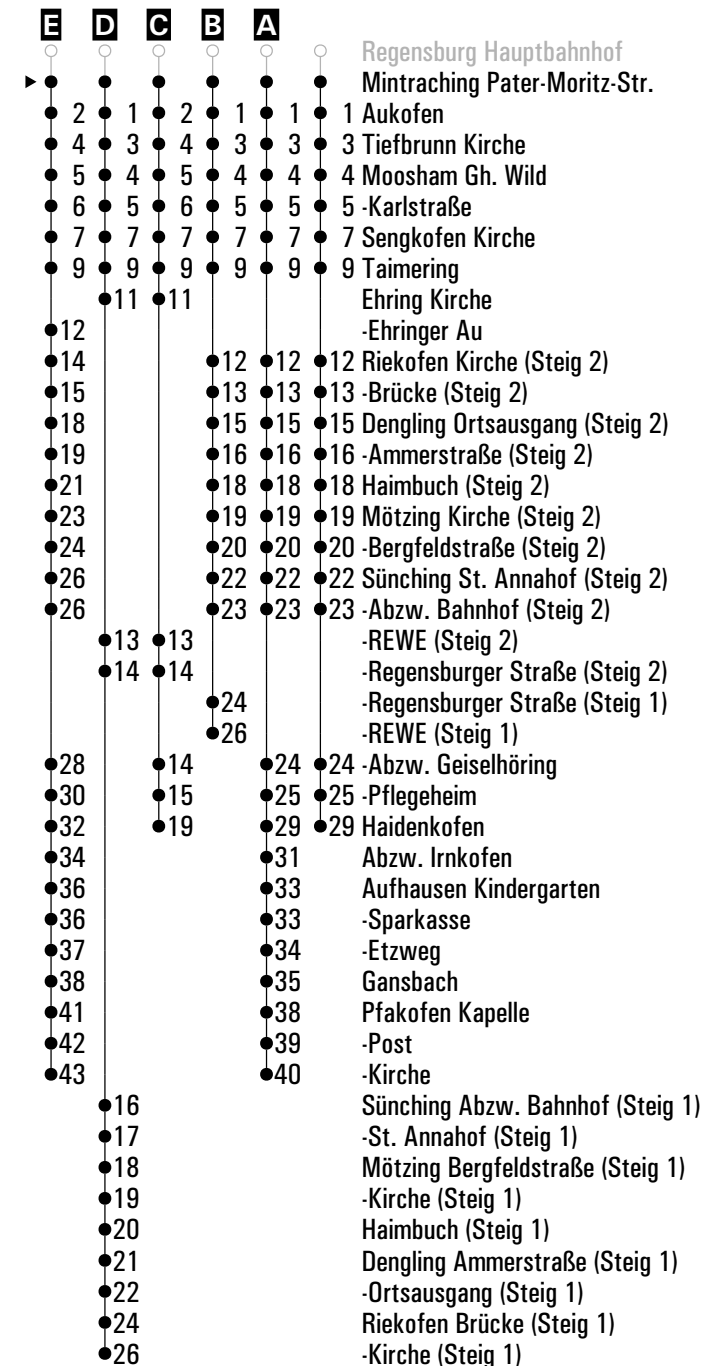 E D C B A
Regensburg Hauptbahnhof
Mintraching Pater-Moritz-Str.
2 1 2 1 1 1 Aukofen
4 3 4 3 3 3 Tiefbrunn Kirche
5 4 5 4 4 4 Moosham Gh. Wild
6 5 6 5 5 5 -Karlstraße
7 7 7 7 7 7 Sengkofen Kirche
9 9 9 9 9 9 Taimering
11 11 Ehring Kirche
12 -Ehringer Au
14 12 12 12 Riekofen Kirche (Steig 2)
15 13 13 13 -Brücke (Steig 2)
18 15 15 15 Dengling Ortsausgang (Steig 2)
19 16 16 16 -Ammerstraße (Steig 2)
21 18 18 18 Haimbuch (Steig 2)
23 19 19 19 Mötzing Kirche (Steig 2)
24 20 20 20 -Bergfeldstraße (Steig 2)
26 22 22 22 Sünching St. Annahof (Steig 2)
26 23 23 23 -Abzw. Bahnhof (Steig 2)
13 13 -REWE (Steig 2)
14 14 -Regensburger Straße (Steig 2)
24 -Regensburger Straße (Steig 1)
26 -REWE (Steig 1)
28 14 24 24 -Abzw. Geiselhöring
30 15 25 25 -Pflegeheim
32 19 29 29 Haidenkofen
34 31 Abzw. Irnkofen
36 33 Aufhausen Kindergarten
36 33 -Sparkasse
37 34 -Etzweg
38 35 Gansbach
41 38 Pfakofen Kapelle
42 39 -Post
43 40 -Kirche
16 Sünching Abzw. Bahnhof (Steig 1)
17 -St. Annahof (Steig 1)
18 Mötzing Bergfeldstraße (Steig 1)
19 -Kirche (Steig 1)
20 Haimbuch (Steig 1)
21 Dengling Ammerstraße (Steig 1)
22 -Ortsausgang (Steig 1)
24 Riekofen Brücke (Steig 1)
26 -Kirche (Steig 1)